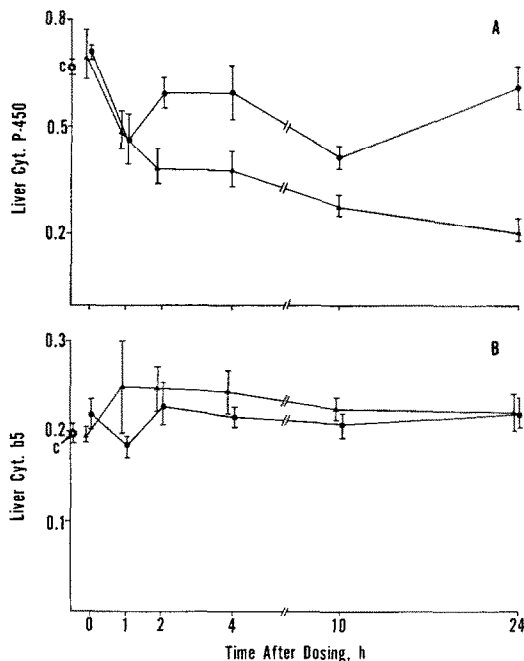 0.8
A
c
0.5
0.2
Liver Cyt. P-450
0.3
B
0.2
c
0.1
Liver Cyt. b5
0 1 2 4 10 24
Time After Dosing, h